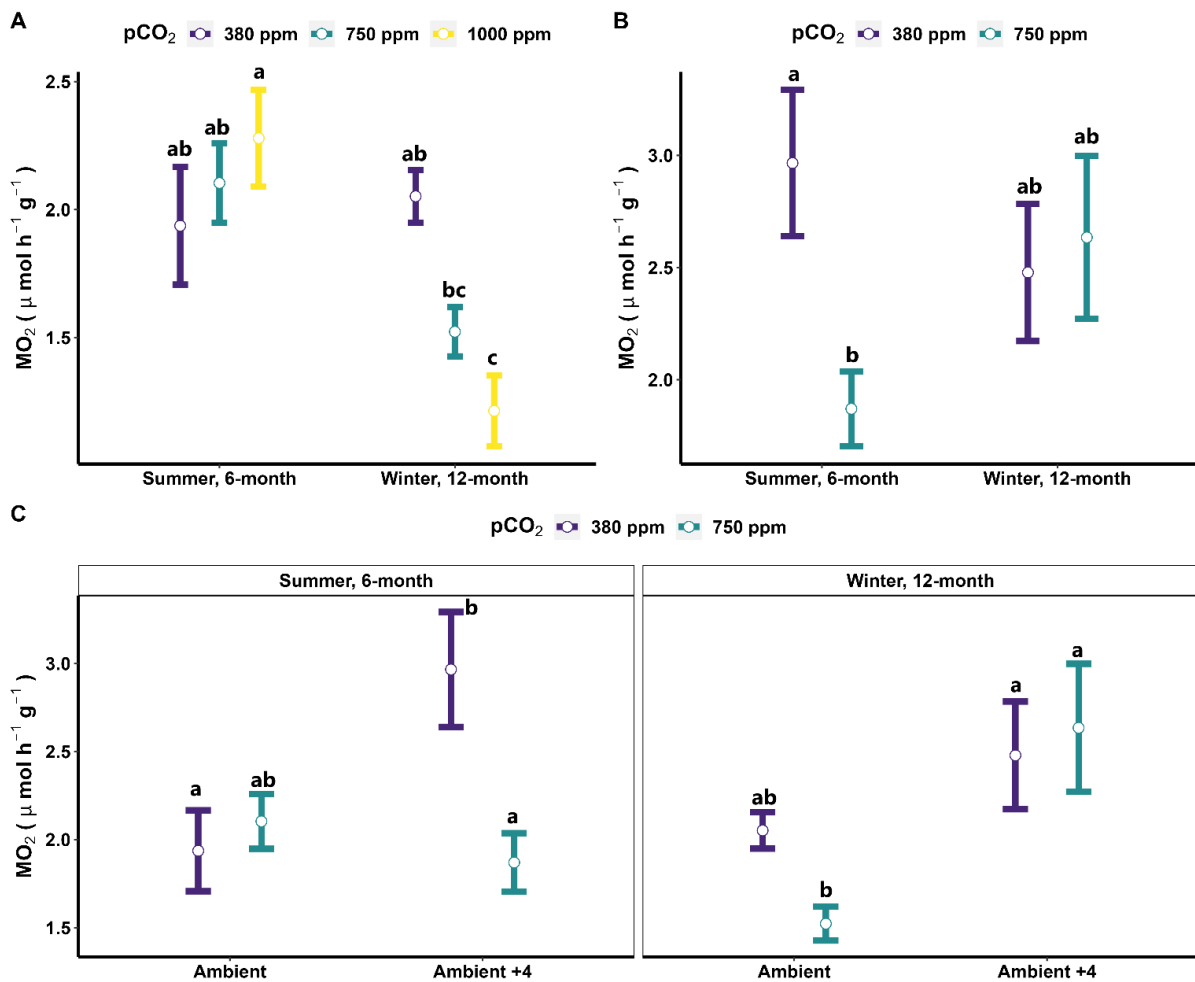 A
pCO₂ 380 ppm 750 ppm 1000 ppm
MO₂ ( μ mol h⁻¹ g⁻¹ )
2.5
2.0
1.5
ab
ab
a
ab
bc
c
Summer, 6-month
Winter, 12-month
B
pCO₂ 380 ppm 750 ppm
MO₂ ( μ mol h⁻¹ g⁻¹ )
3.0
2.5
2.0
a
b
ab
ab
Summer, 6-month
Winter, 12-month
C
pCO₂ 380 ppm 750 ppm
Summer, 6-month
Winter, 12-month
MO₂ ( μ mol h⁻¹ g⁻¹ )
3.0
2.5
2.0
1.5
a
ab
b
a
ab
b
a
a
Ambient
Ambient +4
Ambient
Ambient +4